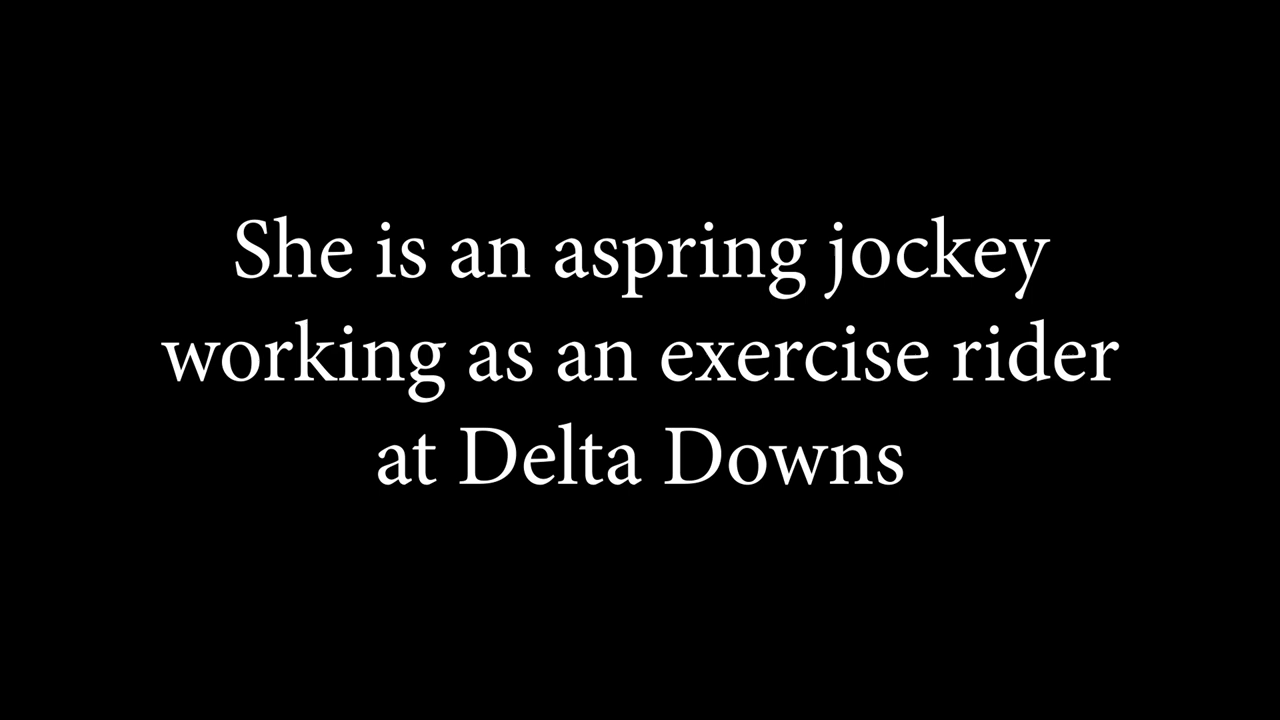 She is an aspring jockey
working as an exercise rider
at Delta Downs